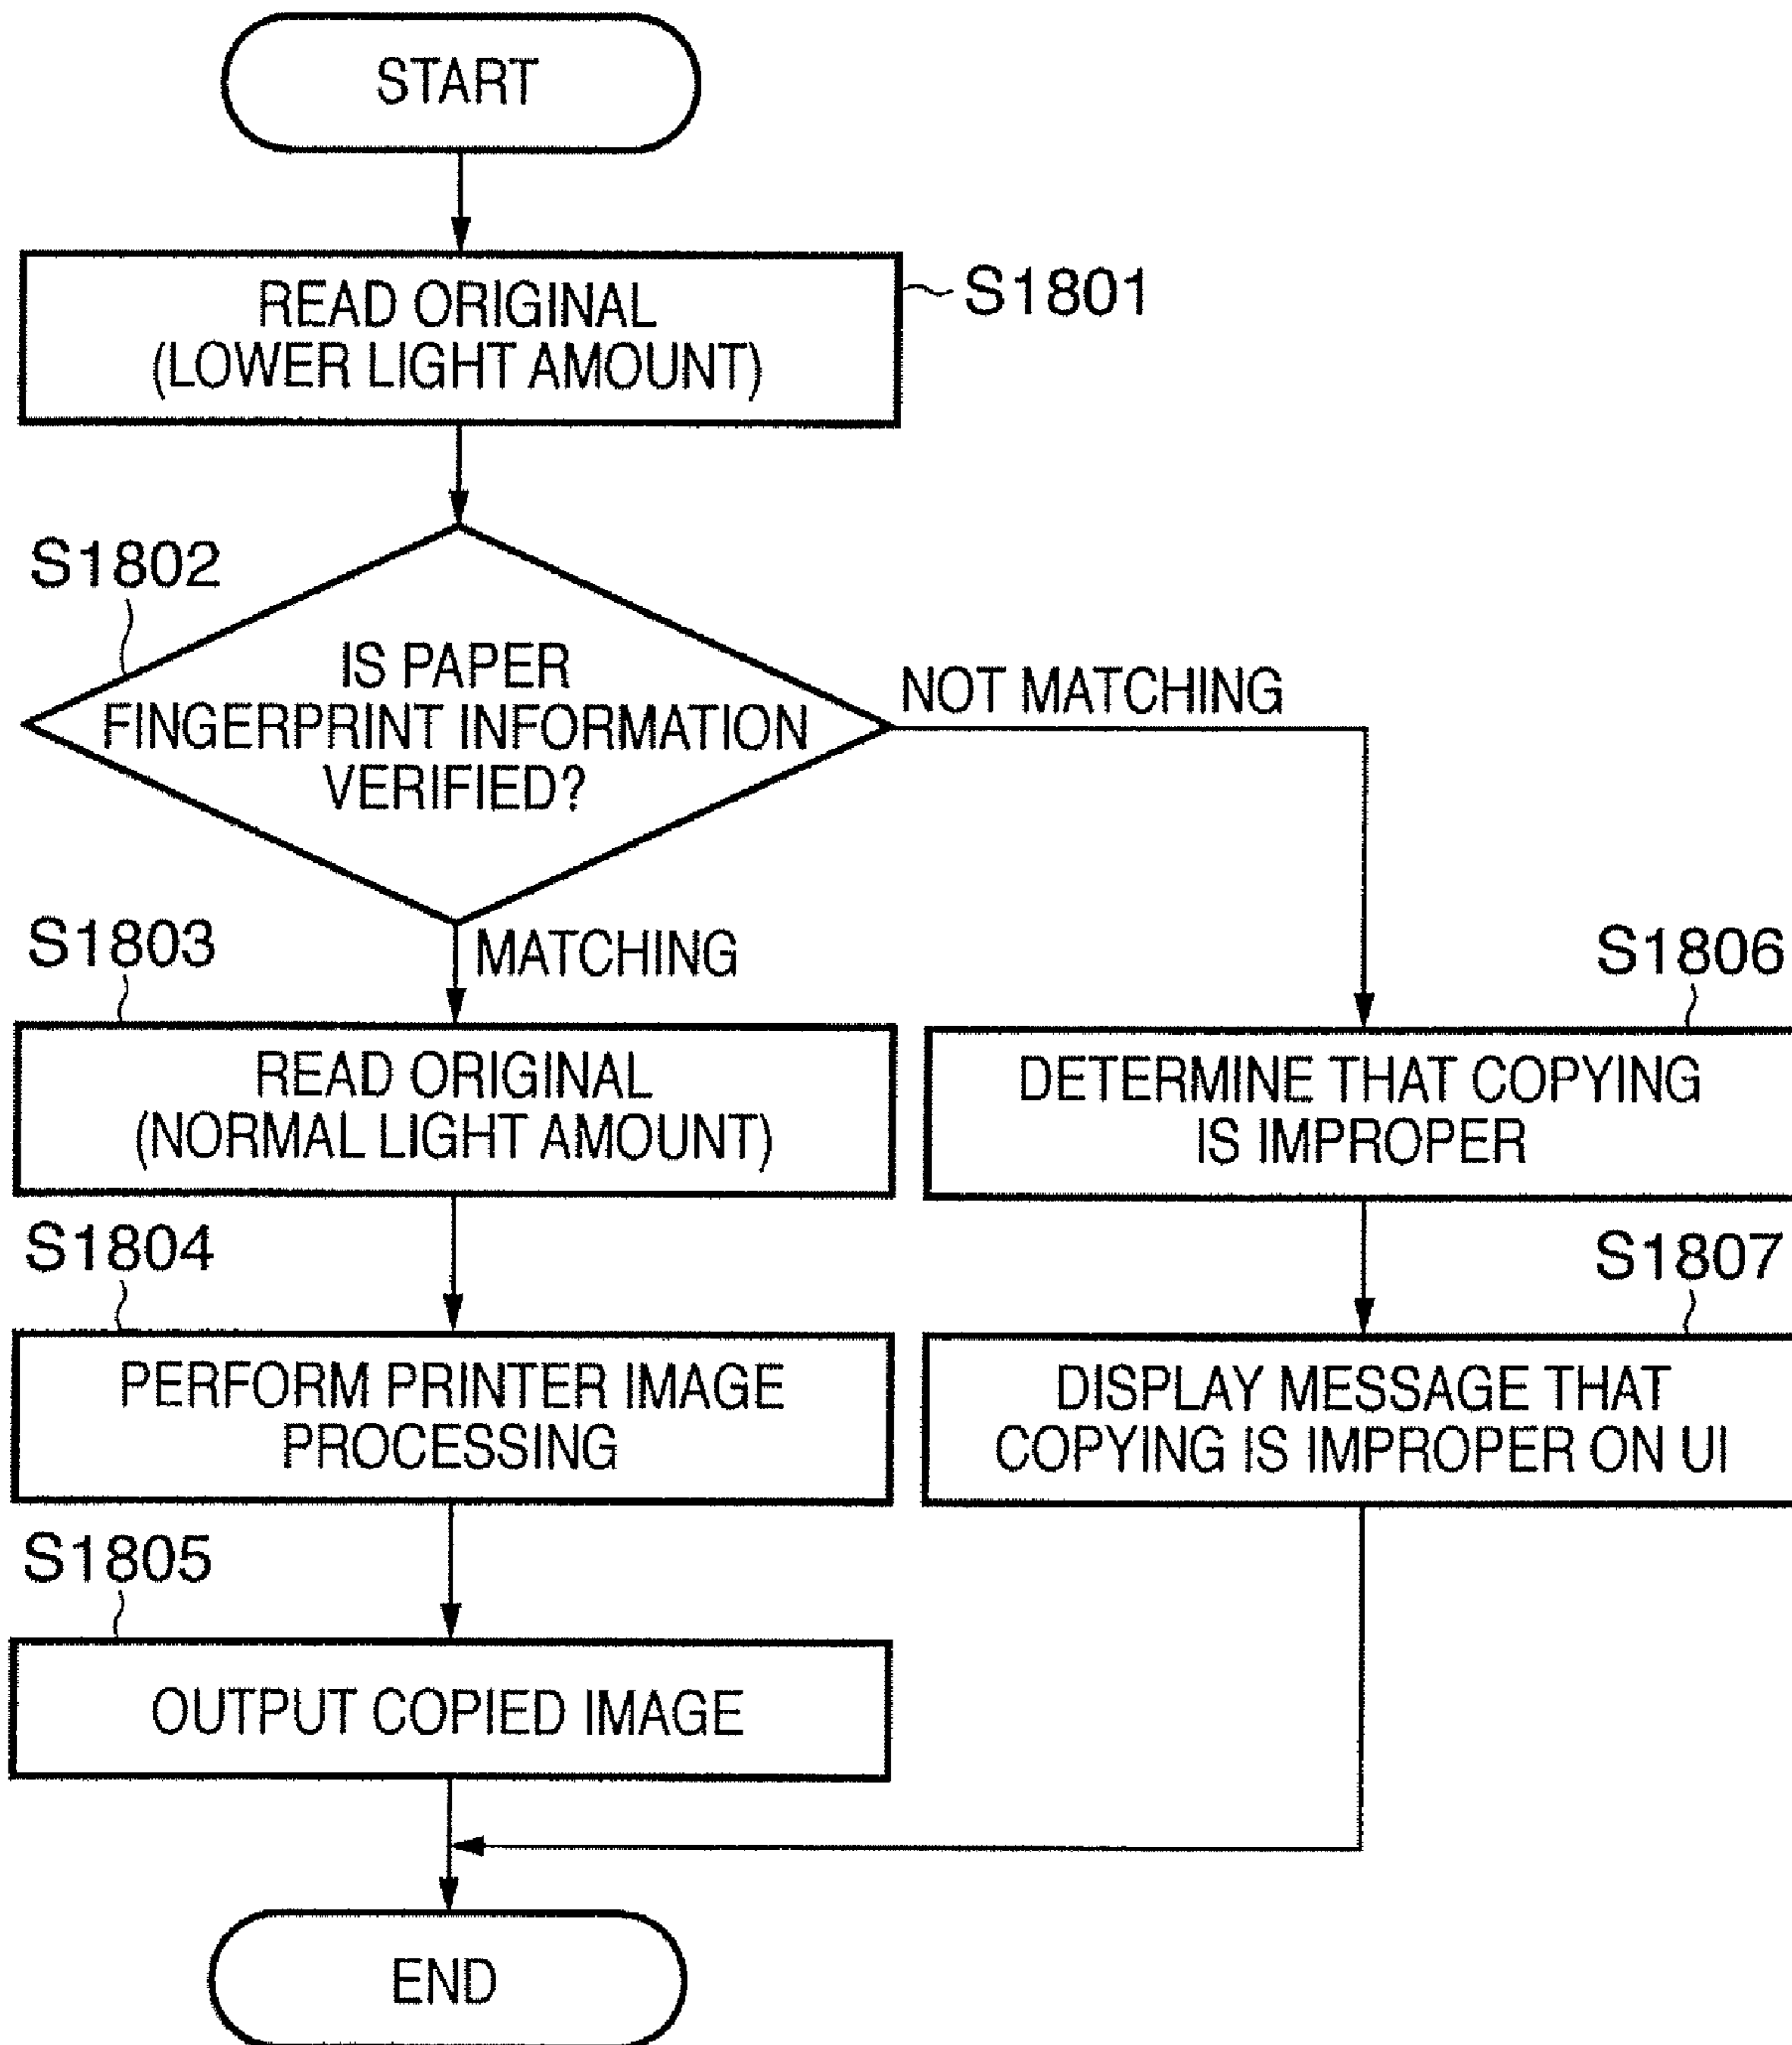 START
READ ORIGINAL
(LOWER LIGHT AMOUNT)
S1801
S1802
IS PAPER
FINGERPRINT INFORMATION
VERIFIED?
NOT MATCHING
MATCHING
S1803
READ ORIGINAL
(NORMAL LIGHT AMOUNT)
S1806
DETERMINE THAT COPYING
IS IMPROPER
S1804
PERFORM PRINTER IMAGE
PROCESSING
S1807
DISPLAY MESSAGE THAT
COPYING IS IMPROPER ON UI
S1805
OUTPUT COPIED IMAGE
END